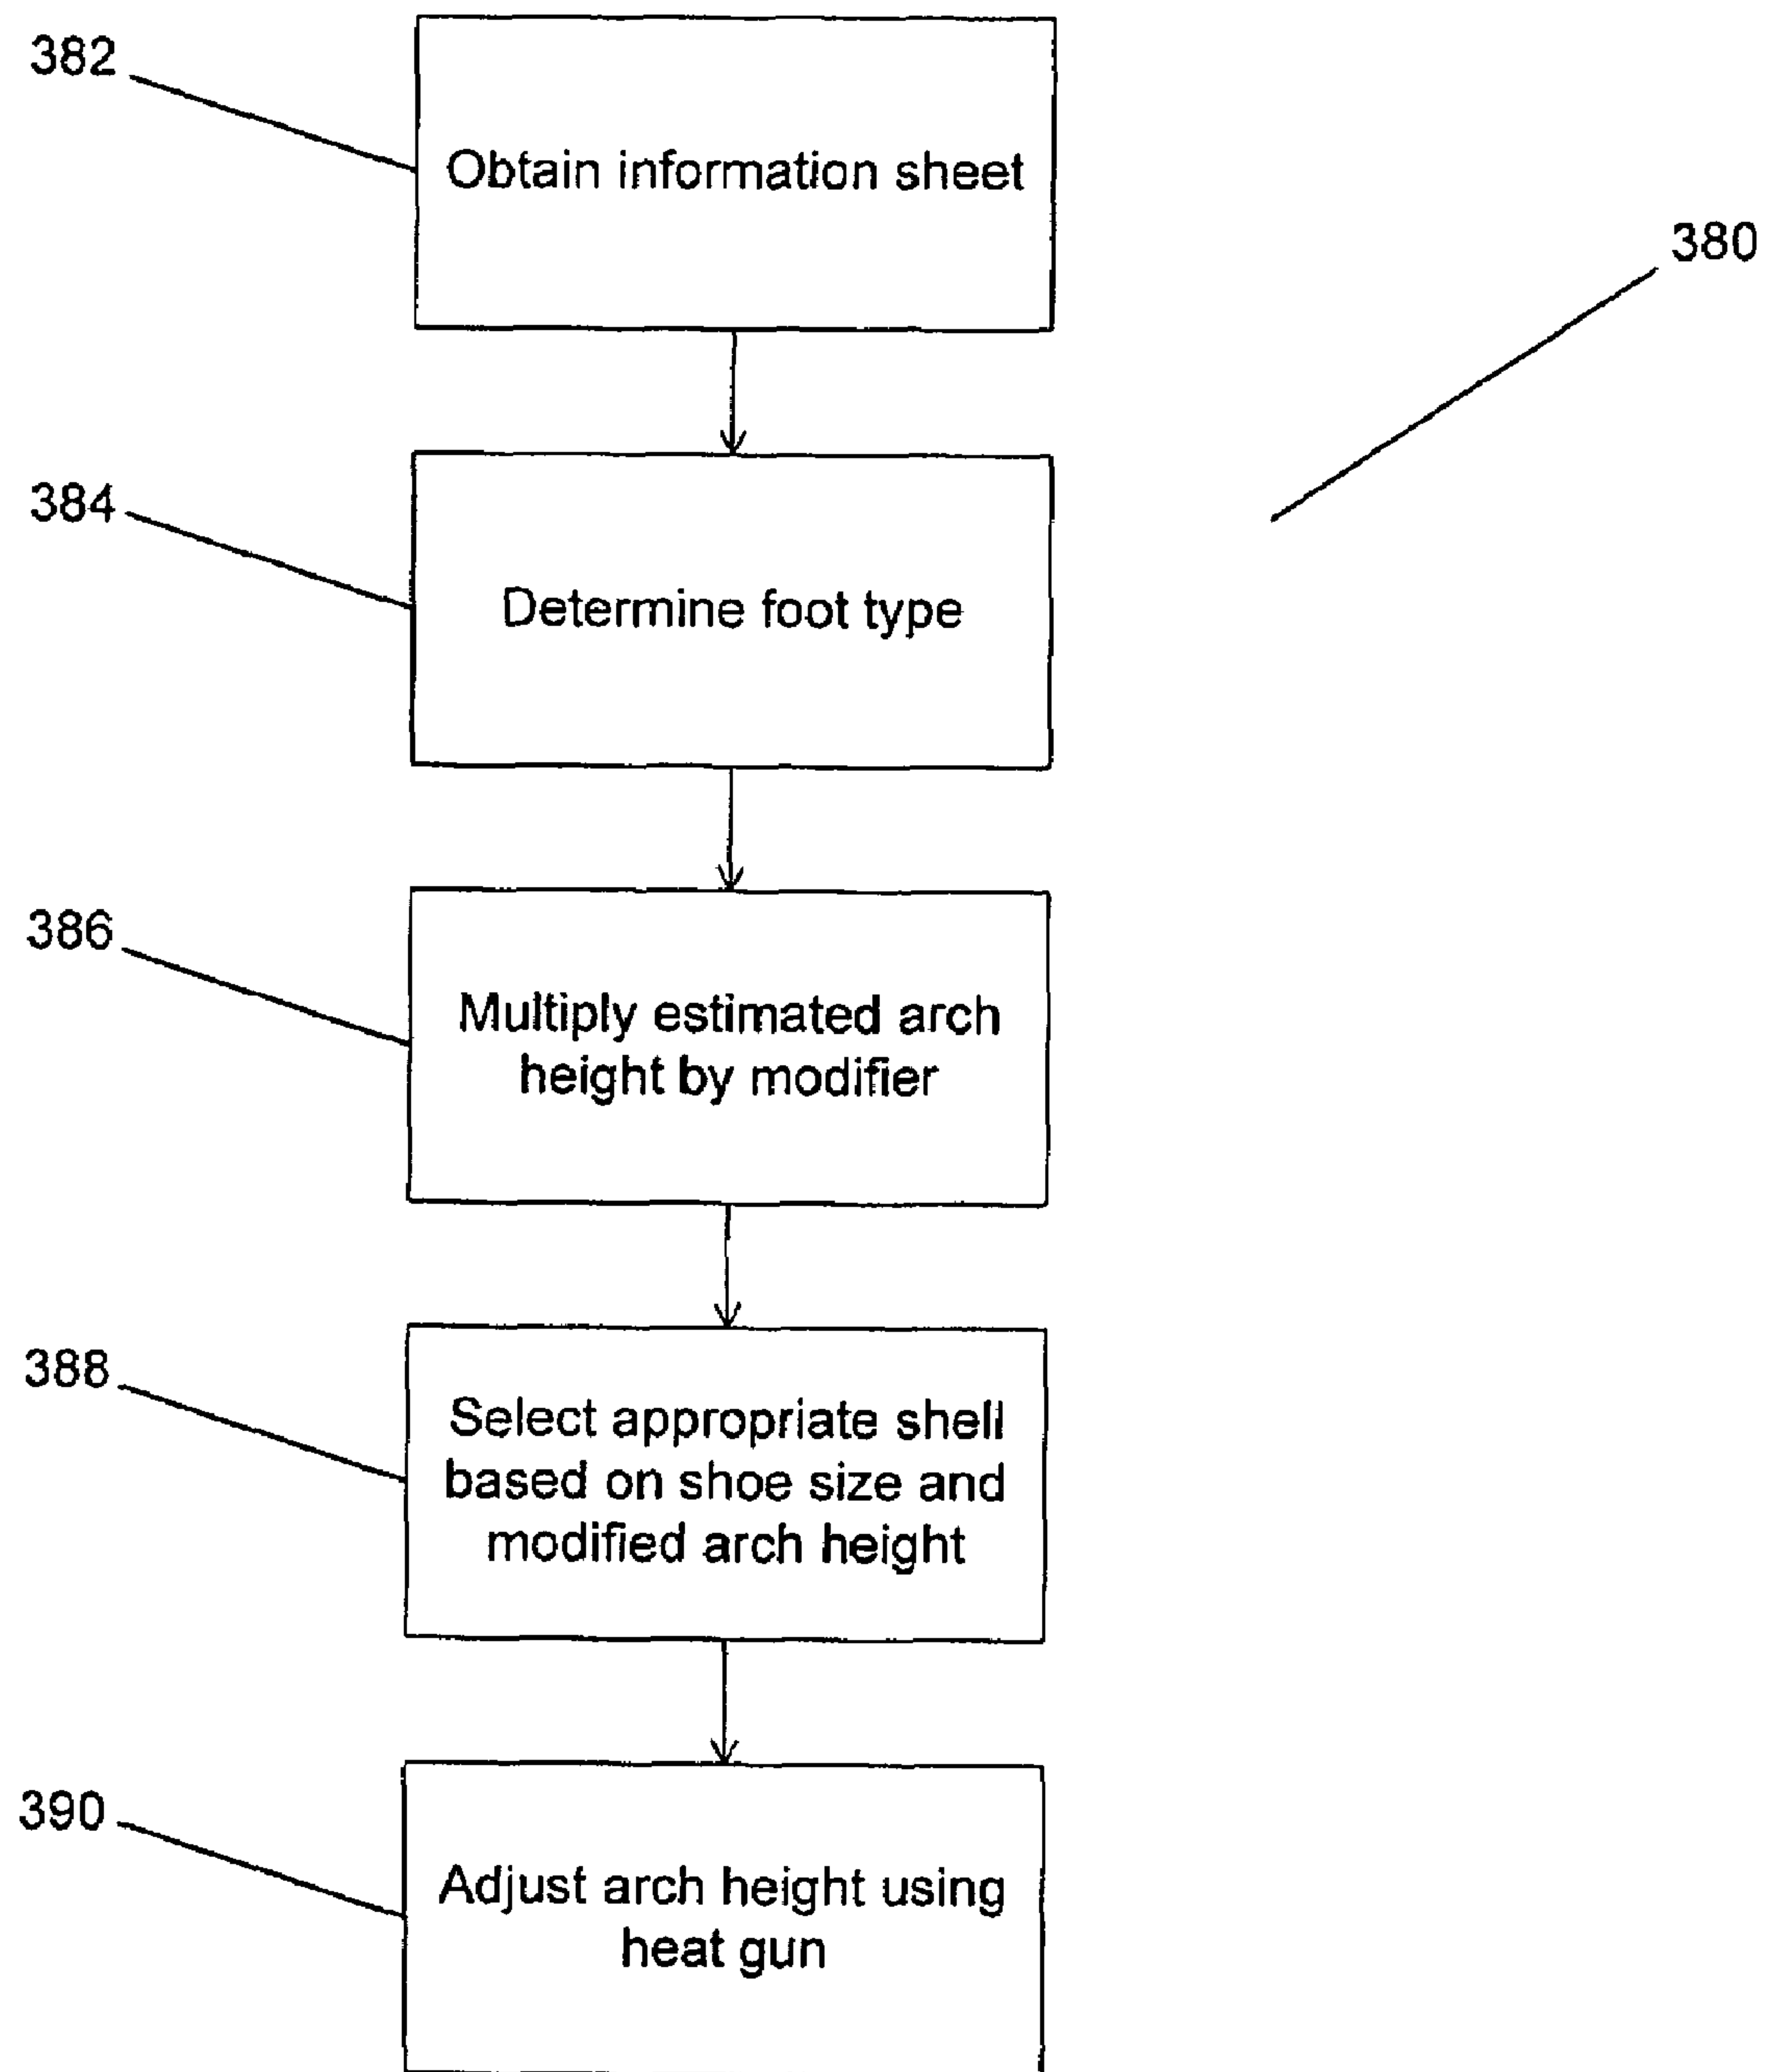 382
Obtain information sheet
380
384
Determine foot type
386
Multiply estimated arch
height by modifier
388
Select appropriate shell
based on shoe size and
modified arch height
390
Adjust arch height using
heat gun